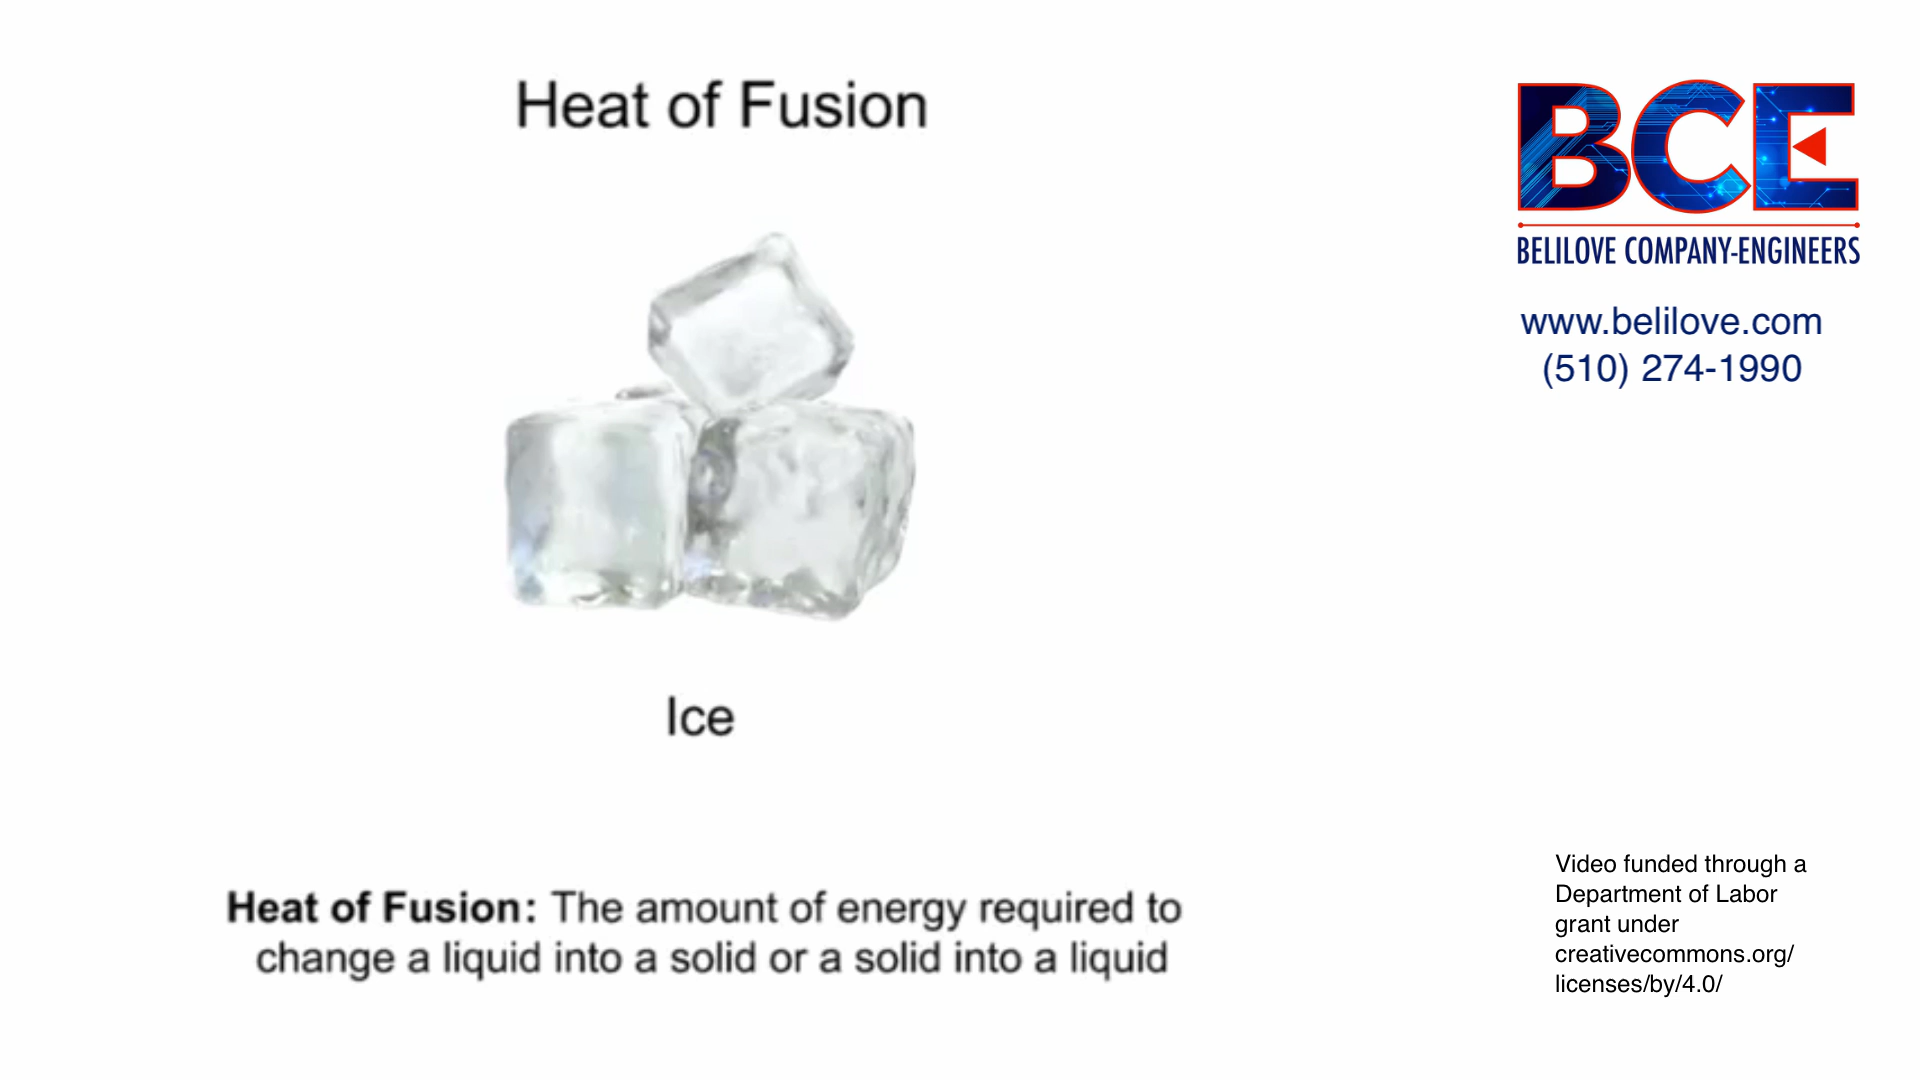 Heat of Fusion
BCE
BELILOVE COMPANY-ENGINEERS
www.belilove.com
(510) 274-1990
Ice
Heat of Fusion: The amount of energy required to
change a liquid into a solid or a solid into a liquid
Video funded through a
Department of Labor
grant under
creativecommons.org/
licenses/by/4.0/